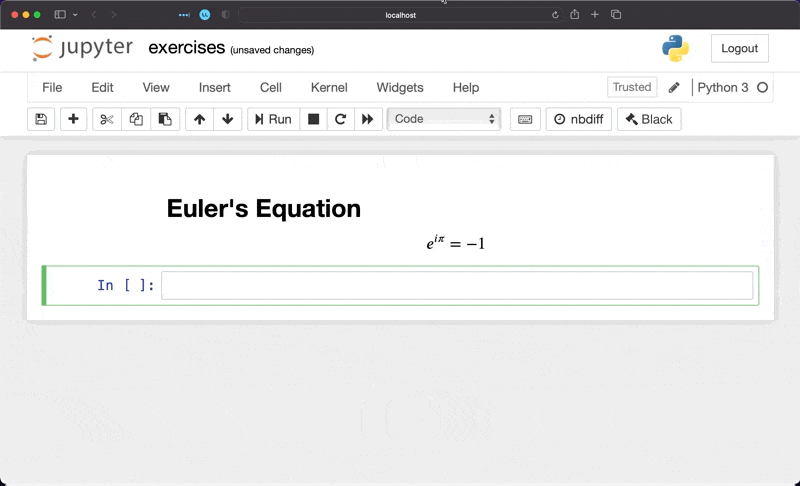 localhost
jupyter exercises (unsaved changes) Logout
File Edit View Insert Cell Kernel Widgets Help Trusted Python 3
Run Code nbdiff Black
Euler's Equation
e^{iπ} = −1
In [ ]: